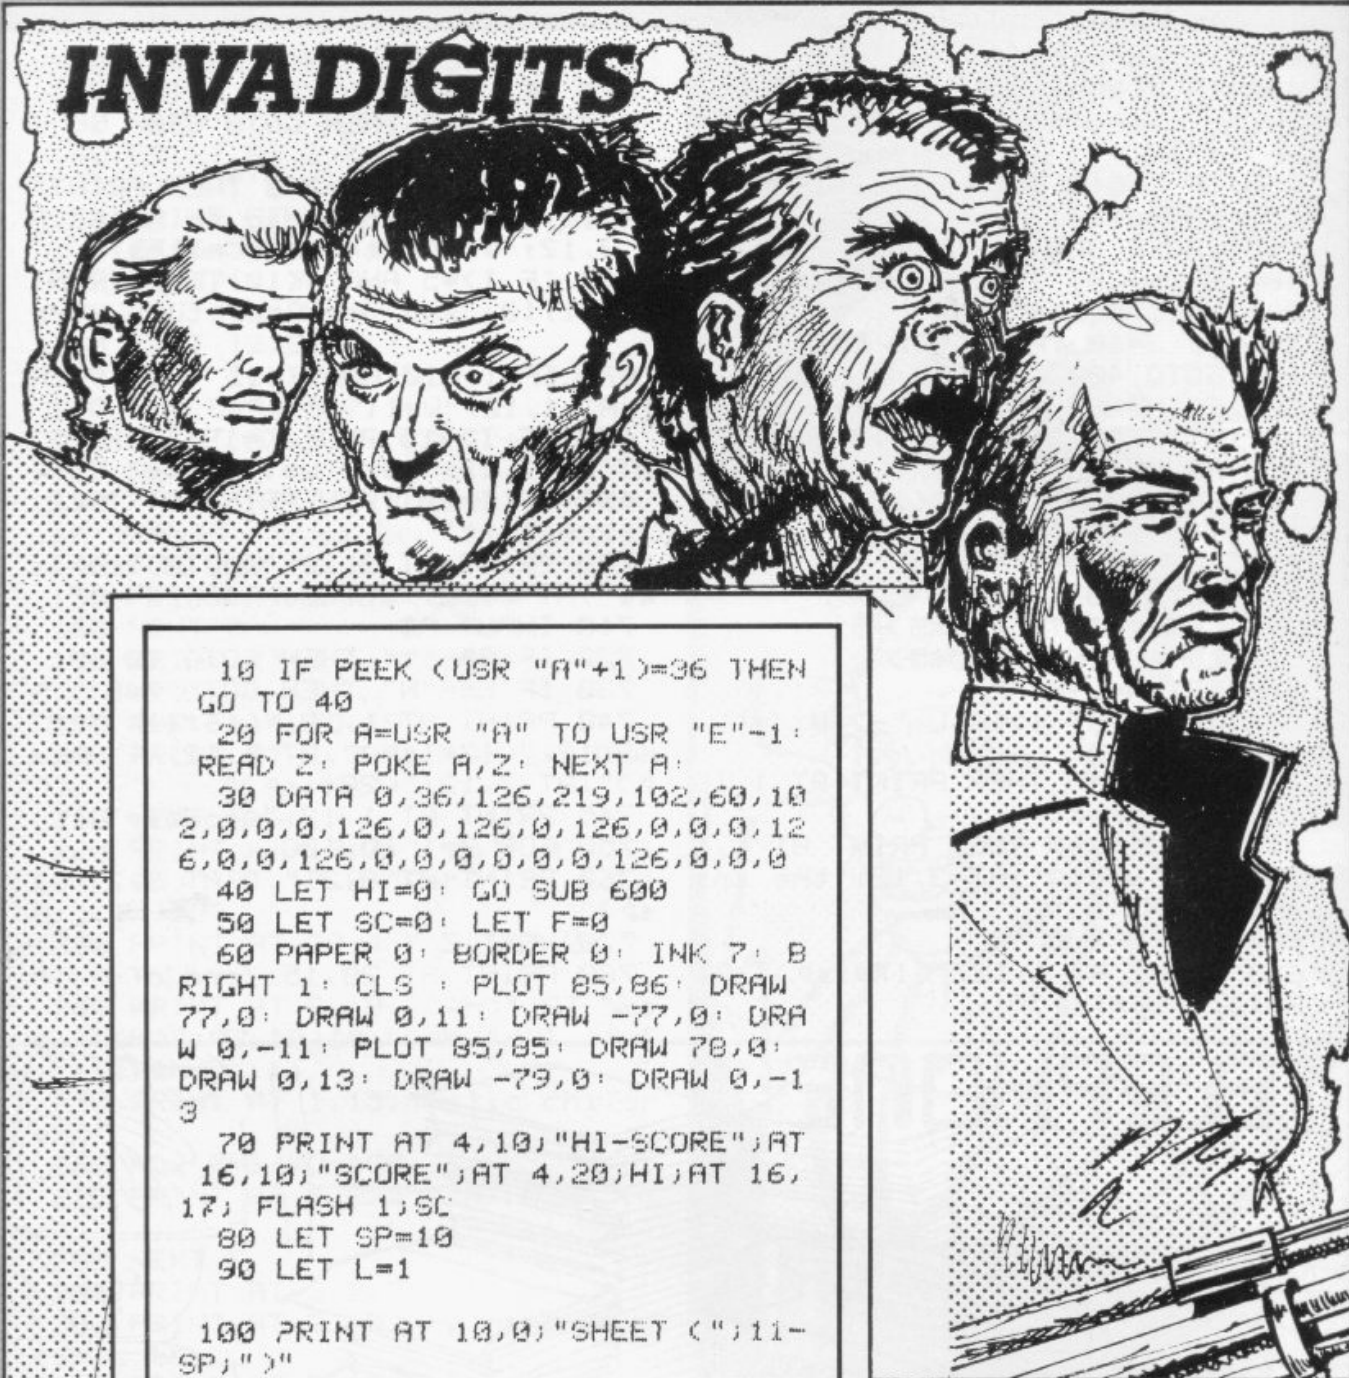 INVADIGITS
10 IF PEEK (USR "A"+1)=36 THEN
GO TO 40
20 FOR A=USR "A" TO USR "E"-1:
READ Z: POKE A,Z: NEXT A:
30 DATA 0,36,126,219,102,60,10
2,0,0,0,126,0,126,0,126,0,0,0,12
6,0,0,126,0,0,0,0,0,0,126,0,0,0
40 LET HI=0: GO SUB 600
50 LET SC=0: LET F=0
60 PAPER 0: BORDER 0: INK 7: B
RIGHT 1: CLS : PLOT 85,86: DRAW
77,0: DRAW 0,11: DRAW -77,0: DRA
W 0,-11: PLOT 85,85: DRAW 78,0:
DRAW 0,13: DRAW -79,0: DRAW 0,-1
3
70 PRINT AT 4,10;"HI-SCORE";AT
16,10;"SCORE";AT 4,20;HI;AT 16,
17; FLASH 1;SC
80 LET SP=10
90 LET L=1
100 PRINT AT 10,0;"SHEET (";11-
SP;")"